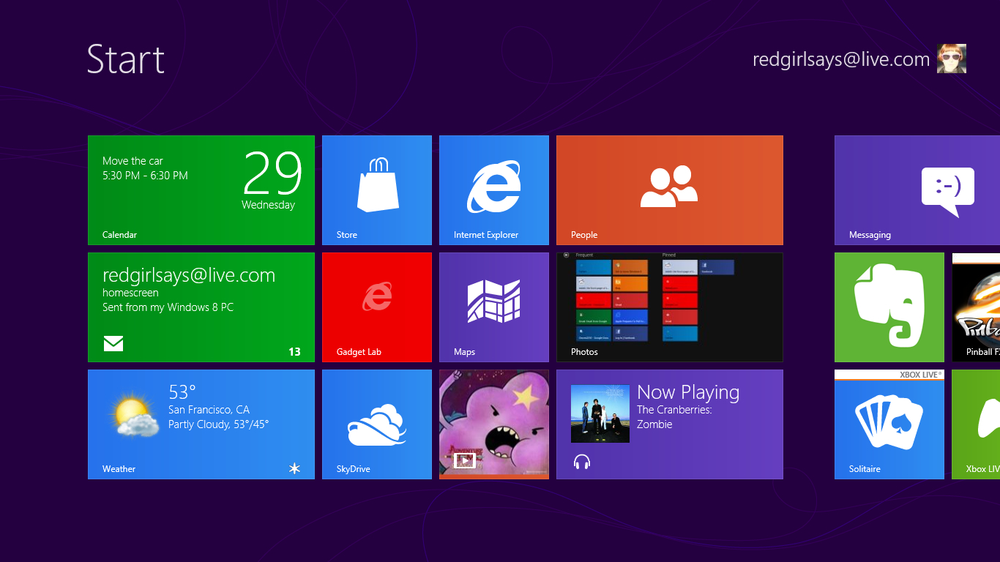 Start
redgirlsays@live.com
Move the car
5:30 PM - 6:30 PM
29
Wednesday
Calendar
Store
Internet Explorer
People
Messaging
:-)
redgirlsays@live.com
homescreen
Sent from my Windows 8 PC
13
Gadget Lab
Maps
Frequent
Pinned
Photos
Pinball FX
53°
San Francisco, CA
Partly Cloudy, 53°/45°
Weather
SkyDrive
ADVENTURE
TIME
Now Playing
The Cranberries:
Zombie
XBOX LIVE®
Solitaire
Xbox LIV